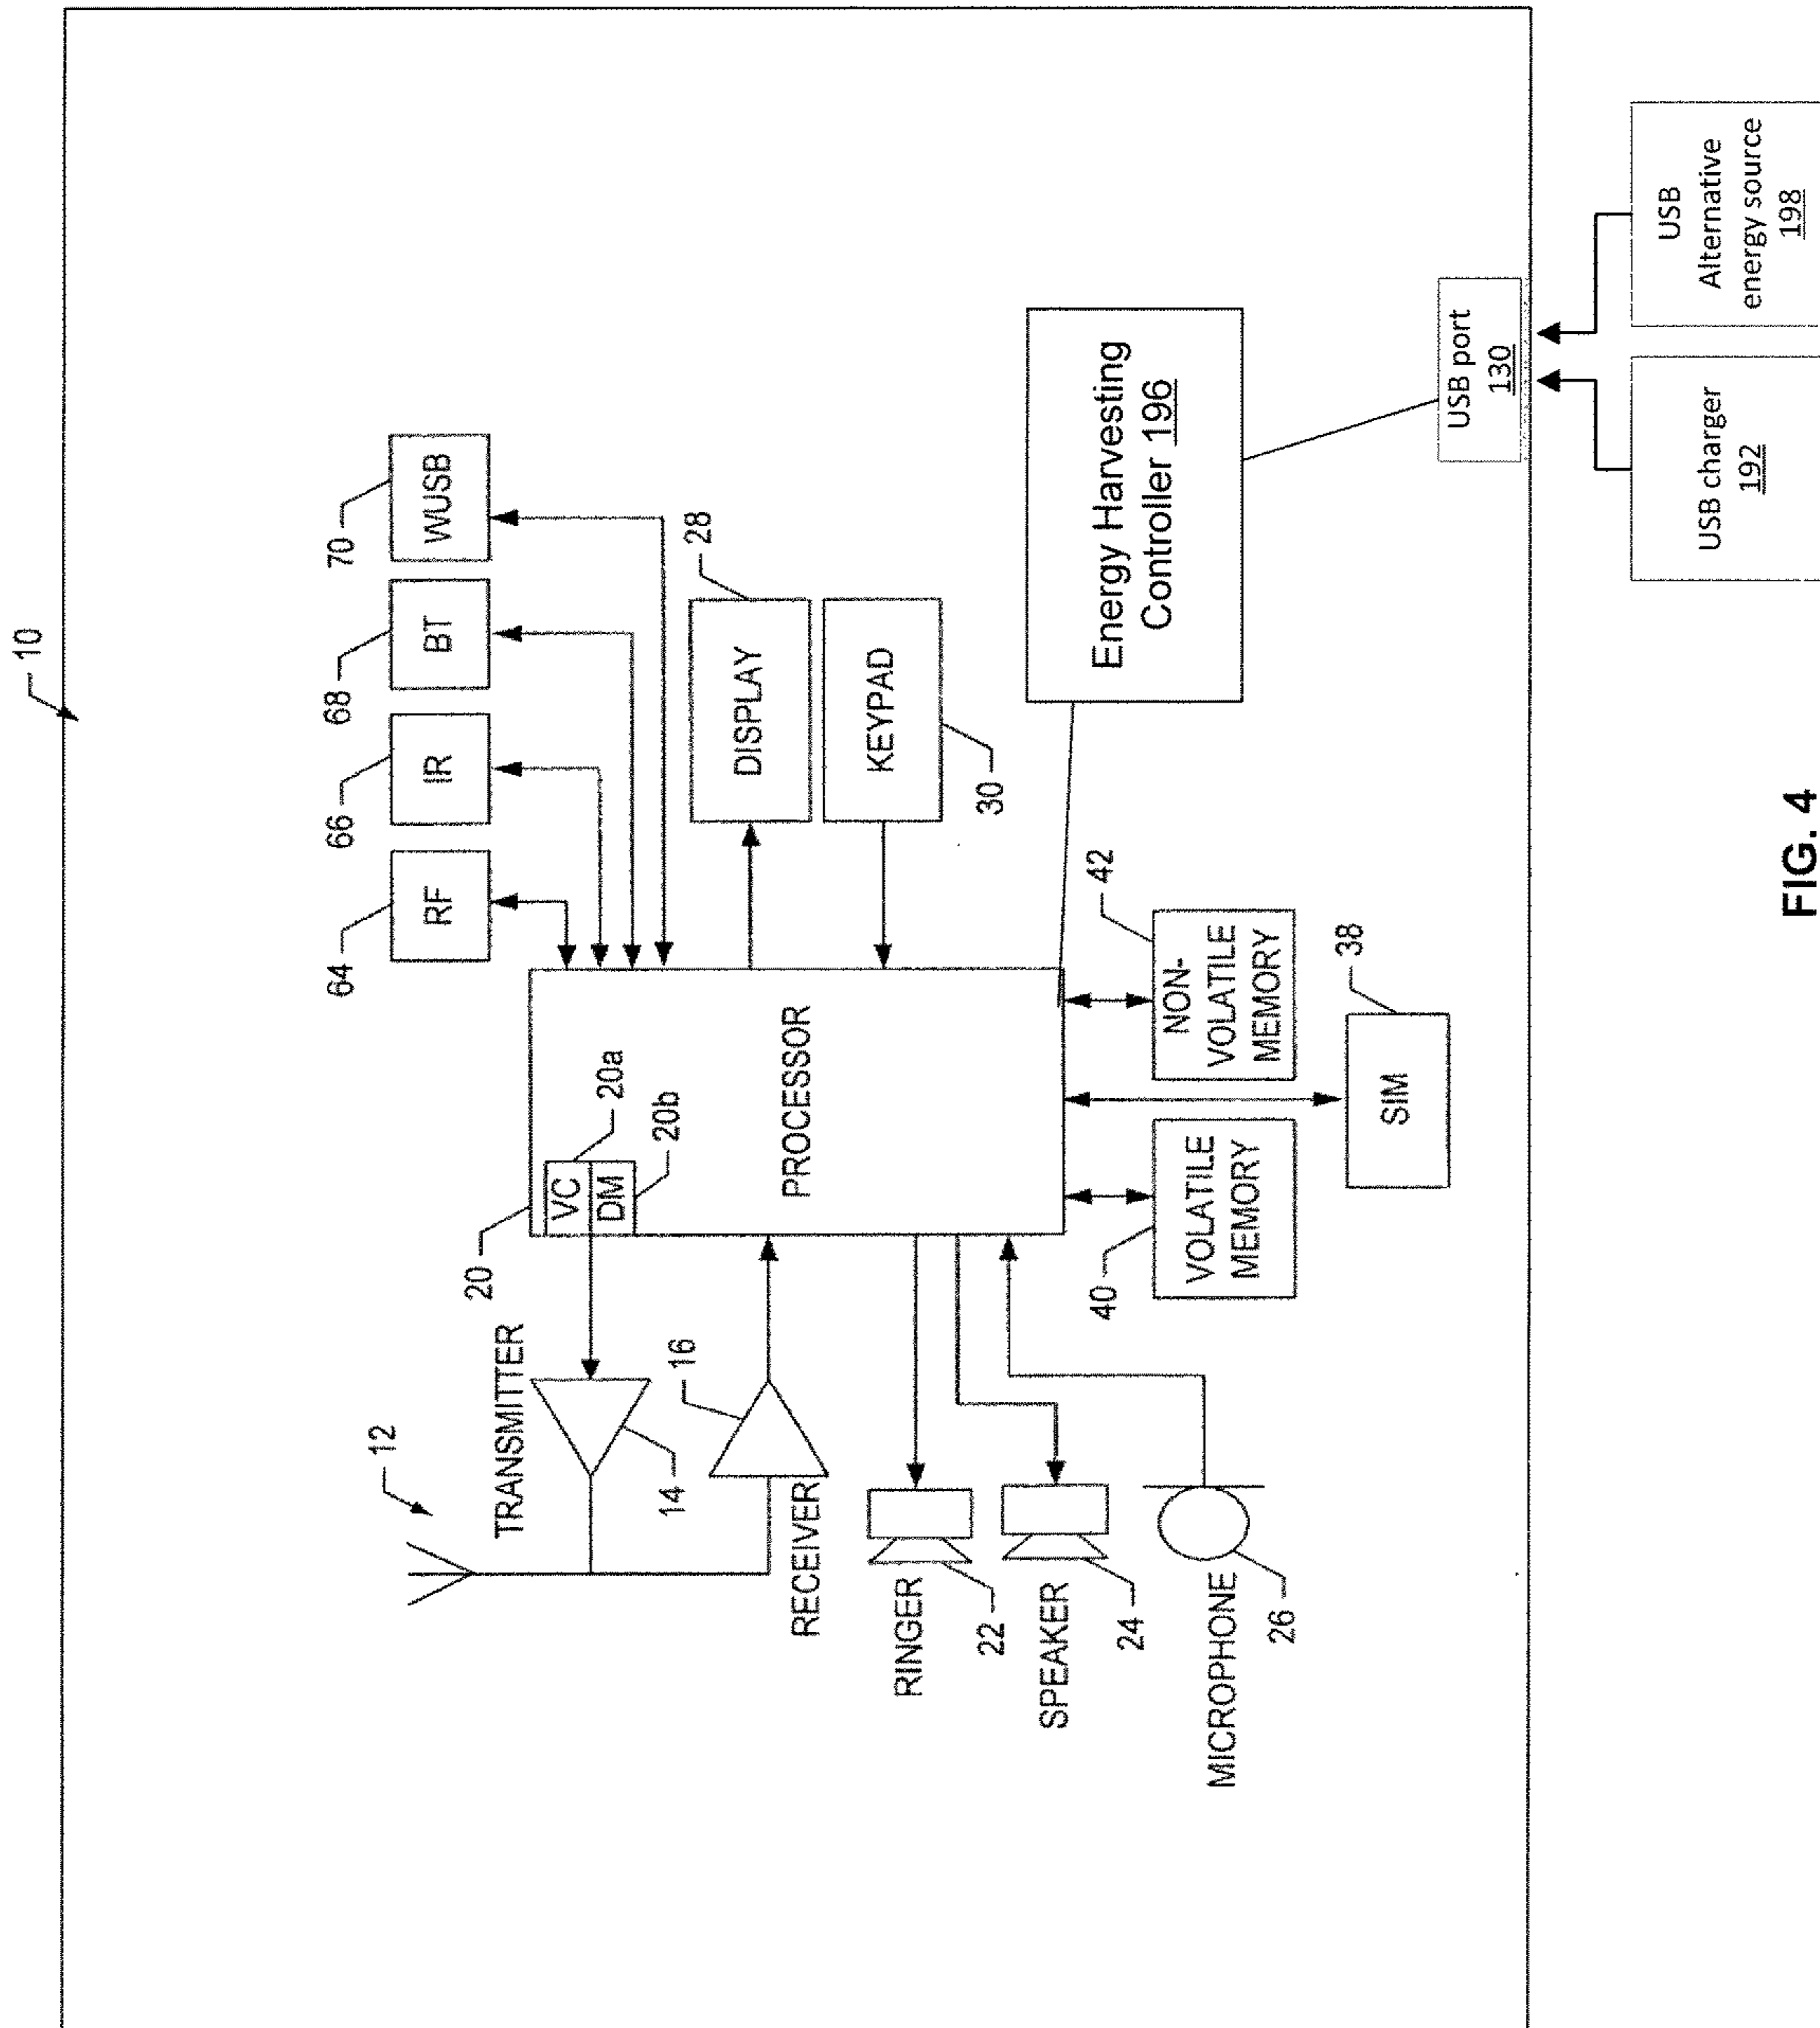 10
12
TRANSMITTER
14
16
RECEIVER
20
VC
20a
DM
20b
PROCESSOR
64
RF
66
IR
68
BT
70
WUSB
DISPLAY
28
KEYPAD
30
RINGER
22
SPEAKER
24
MICROPHONE
26
40
VOLATILE
MEMORY
42
NON-
VOLATILE
MEMORY
SIM
38
Energy Harvesting
Controller 196
USB port
130
USB charger
192
USB
Alternative
energy source
198
FIG. 4